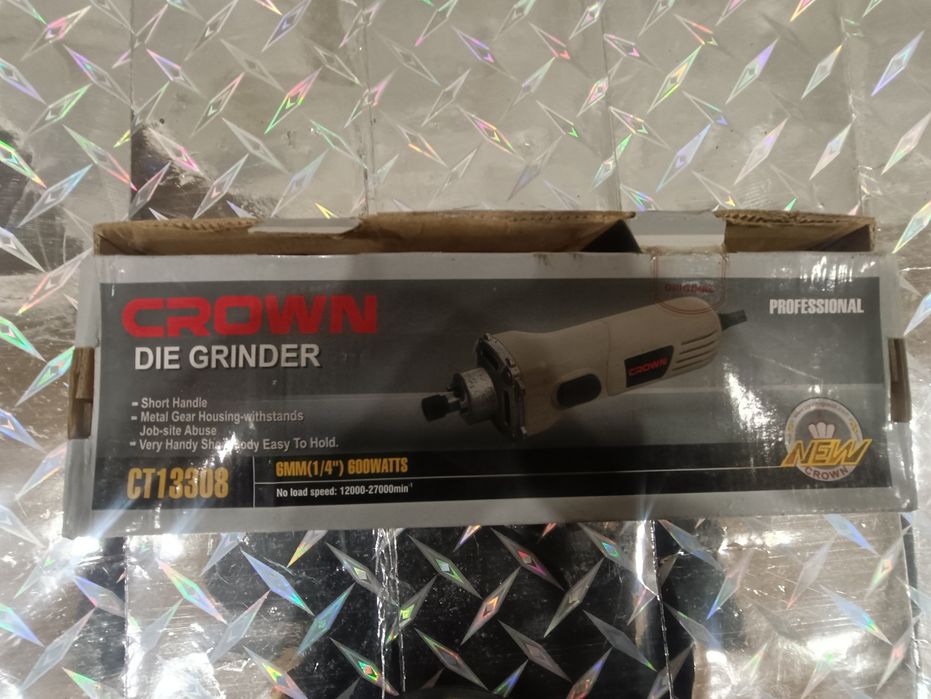 CROWN
DIE GRINDER
PROFESSIONAL
ORIGINAL
CROWN
- Short Handle
- Metal Gear Housing-withstands
Job-site Abuse
- Very Handy Body Easy To Hold.
CT13308
6MM(1/4") 600WATTS
No load speed: 12000-27000min⁻¹
NEW
CROWN